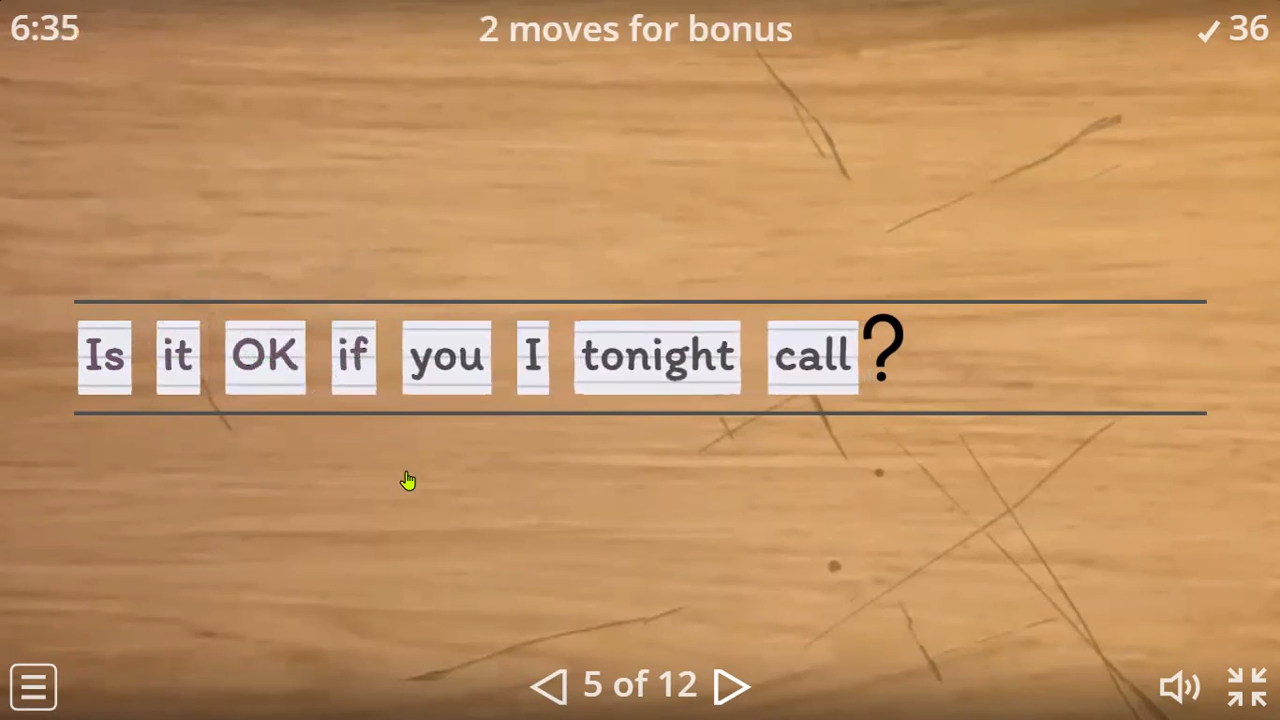 6:35
2 moves for bonus
✓ 36
Is it OK if you I tonight call?
5 of 12